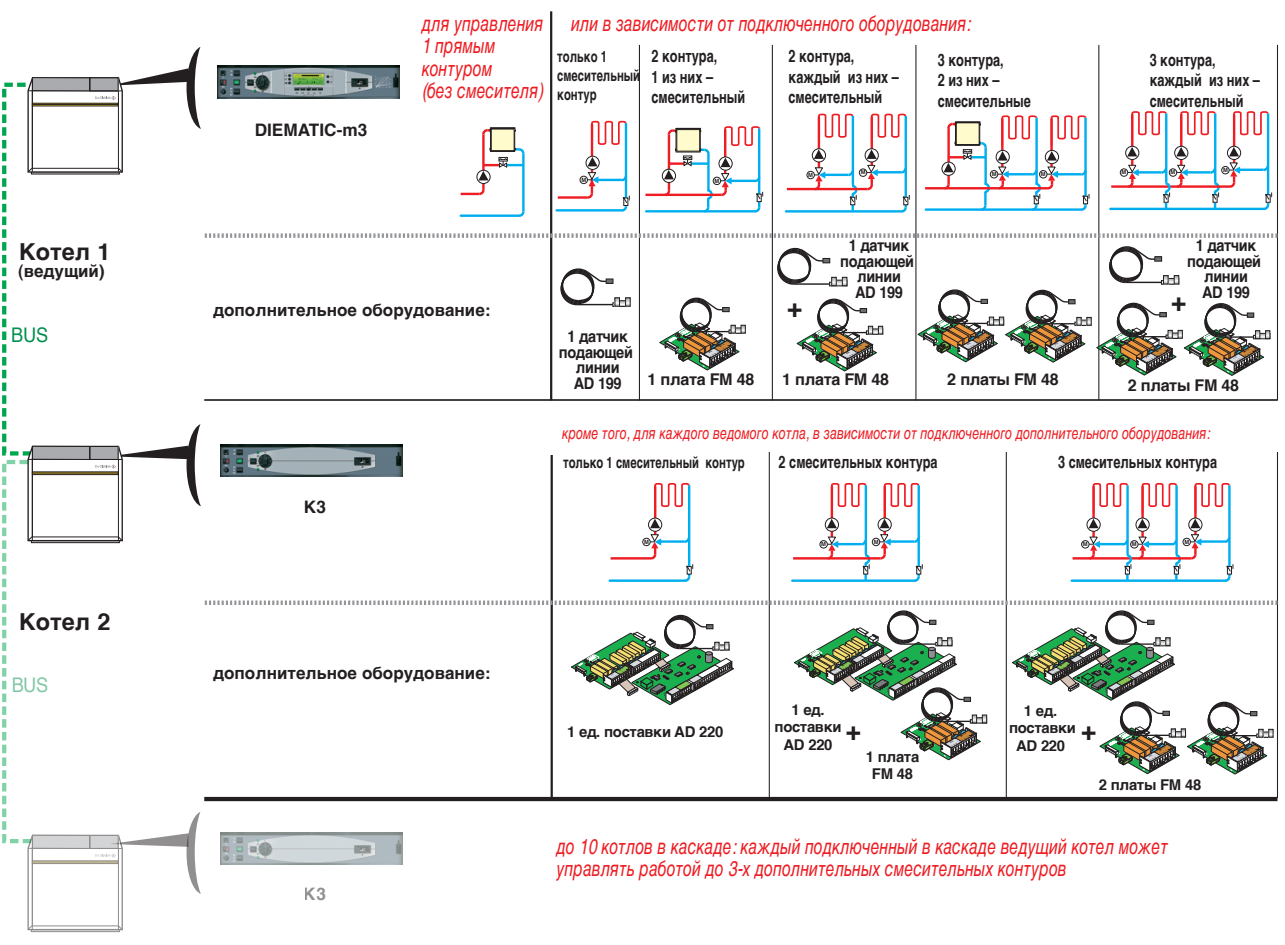 для управления
1 прямым
контуром
(без смесителя)
или в зависимости от подключенного оборудования:
только 1
смесительный
контур
2 контура,
1 из них –
смесительный
2 контура,
каждый из них –
смесительный
3 контура,
2 из них –
смесительные
3 контура,
каждый из них –
смесительный
DIEMATIC-m3
M
M
M
M
M
M
M
M
M
Котел 1
(ведущий)
BUS
дополнительное оборудование:
1 датчик
подающей
линии
AD 199
1 плата FM 48
1 датчик
подающей
линии
AD 199
+
1 плата FM 48
2 платы FM 48
1 датчик
подающей
линии
AD 199
+
2 платы FM 48
кроме того, для каждого ведомого котла, в зависимости от подключенного дополнительного оборудования:
K3
только 1 смесительный контур
2 смесительных контура
3 смесительных контура
M
M
M
M
M
M
Котел 2
BUS
дополнительное оборудование:
1 ед. поставки AD 220
1 ед.
поставки
AD 220
+
1 плата
FM 48
1 ед.
поставки
AD 220
+
2 платы FM 48
K3
до 10 котлов в каскаде: каждый подключенный в каскаде ведущий котел может
управлять работой до 3-х дополнительных смесительных контуров